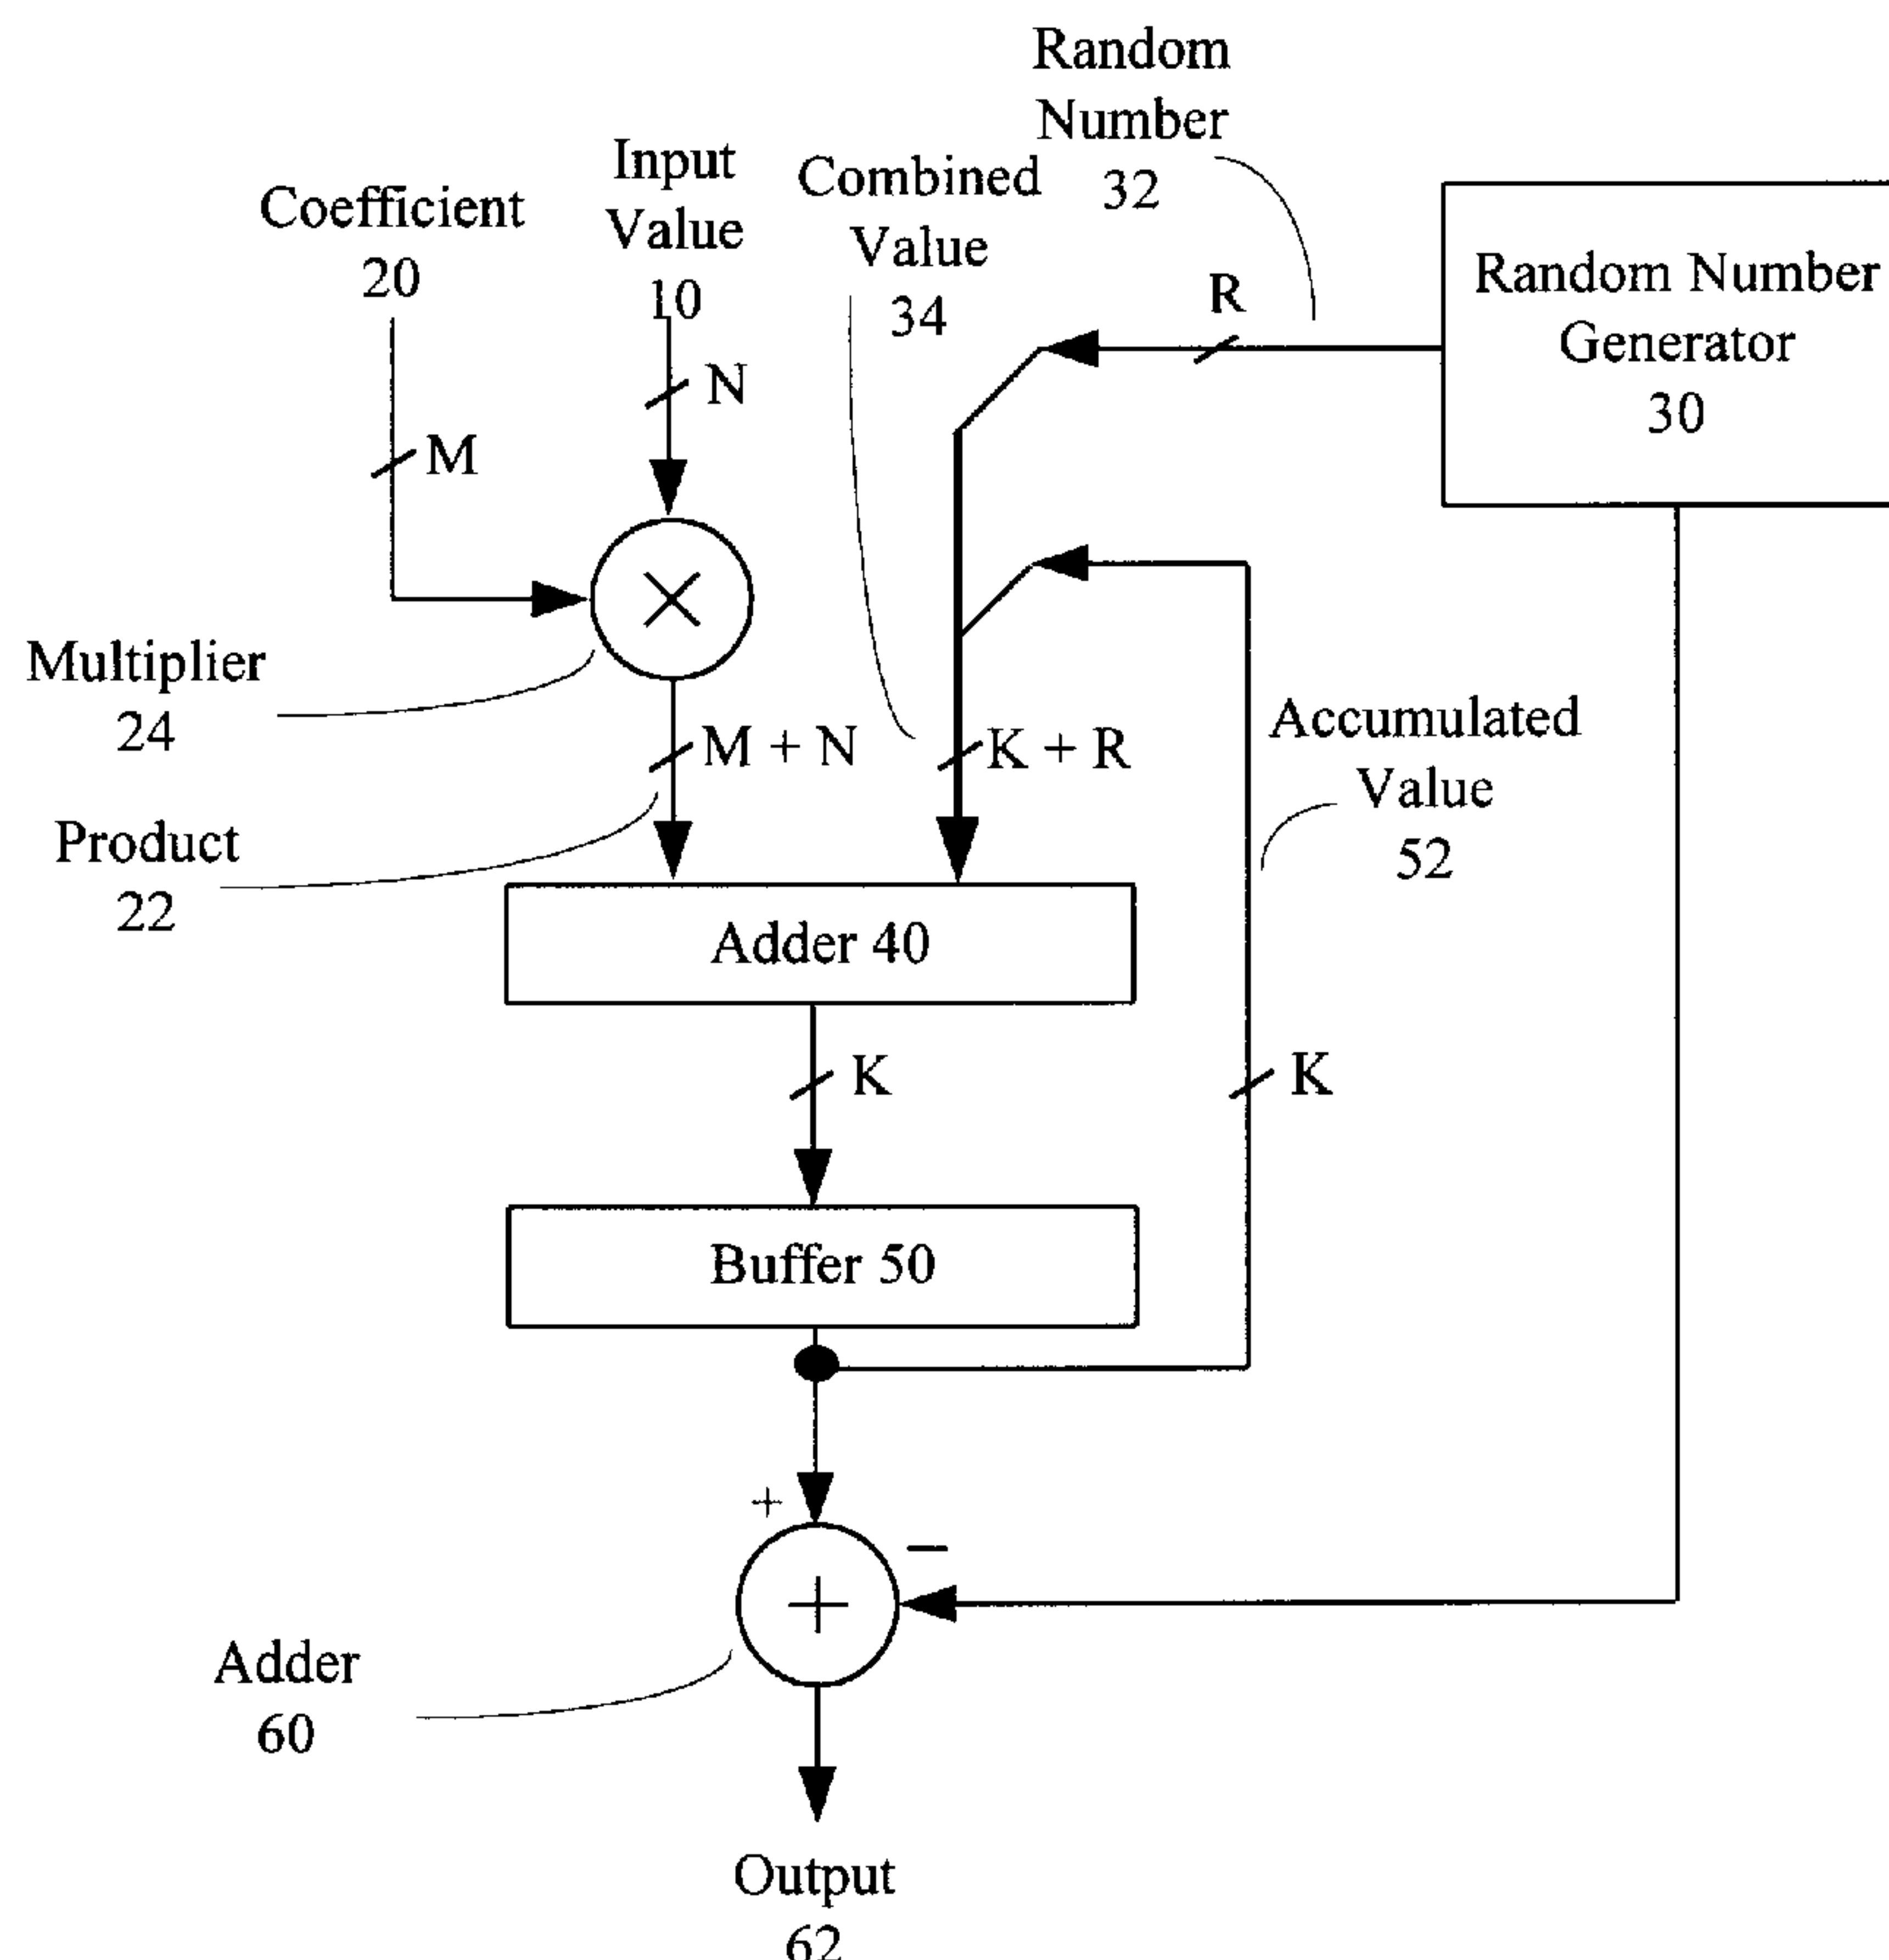 Random
Number
32
Input
Value
10
Combined
Value
34
Coefficient
20
Random Number
Generator
30
R
N
M
Multiplier
24
M + N
K + R
Accumulated
Value
52
Product
22
Adder 40
K
K
Buffer 50
+
−
+
Adder
60
Output
62